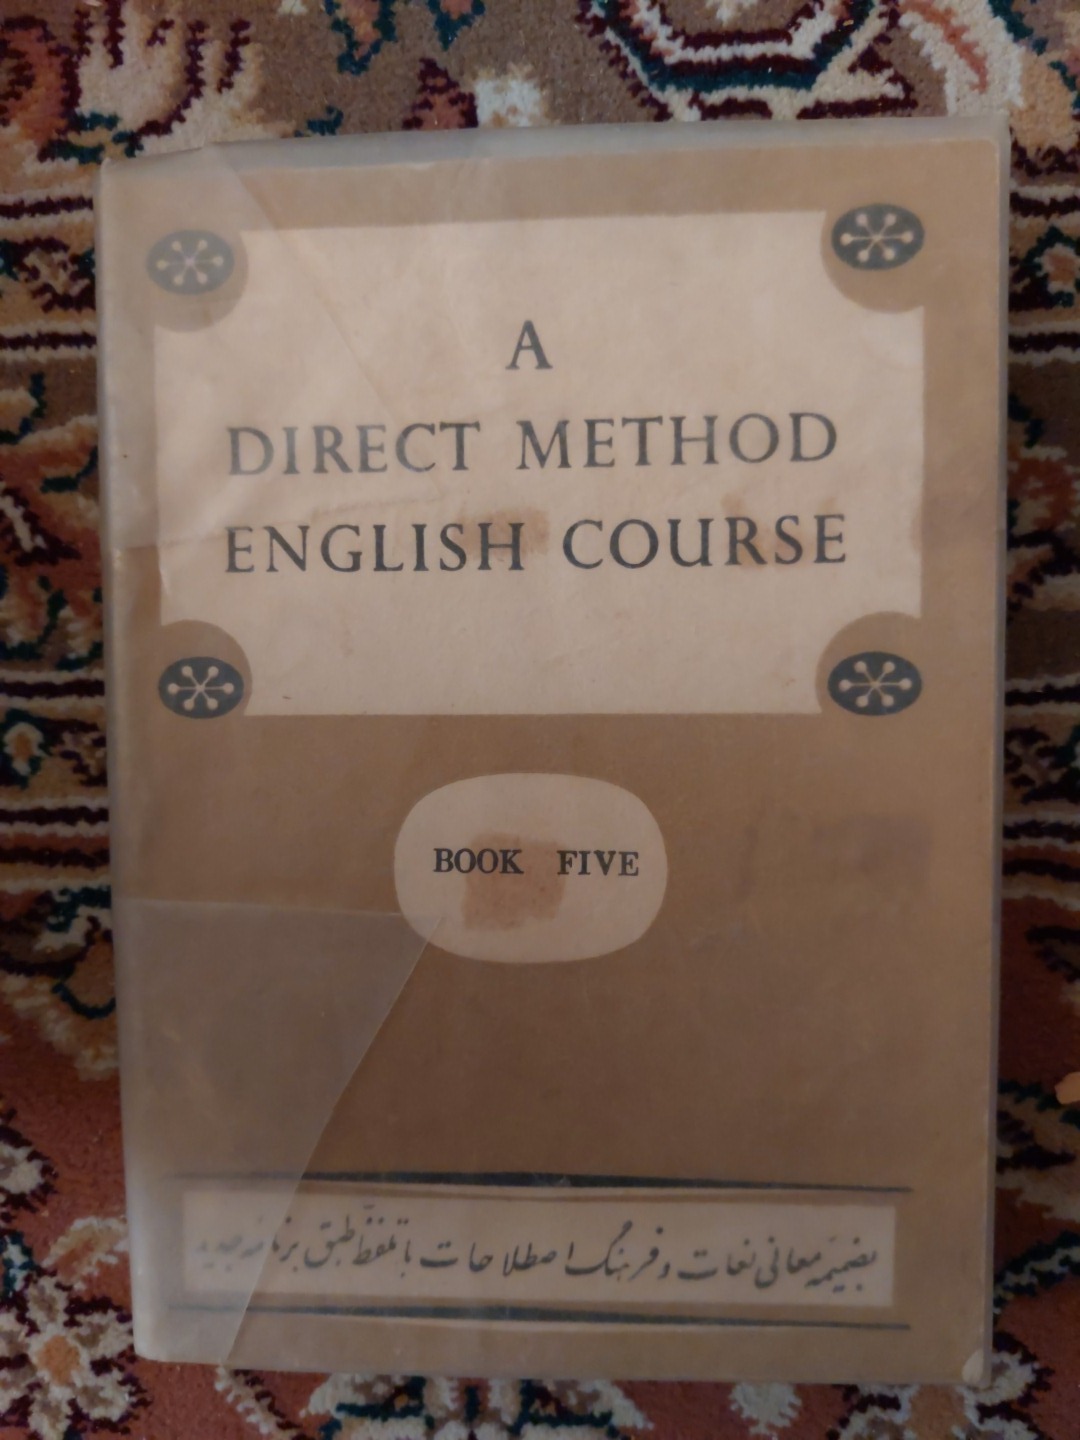 A
DIRECT METHOD
ENGLISH COURSE
BOOK FIVE
بضمیمه معانی لغات و فرهنگ اصطلاحات با تلفظ طبق برنامه جدید